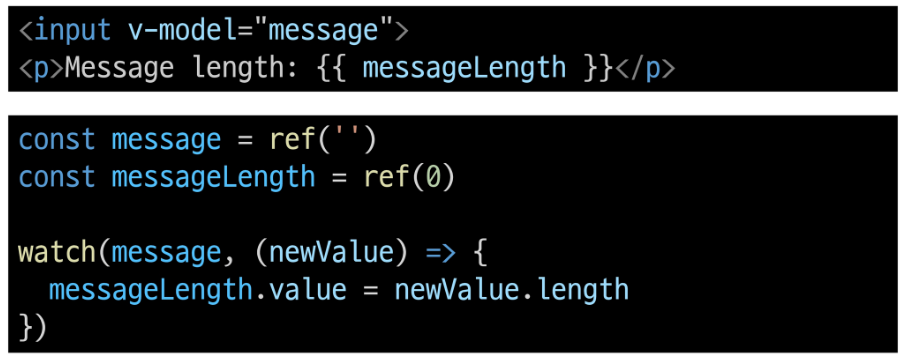 <input v-model="message">
<p>Message length: {{ messageLength }}</p>
const message = ref('')
const messageLength = ref(0)
watch(message, (newValue) => {
  messageLength.value = newValue.length
})